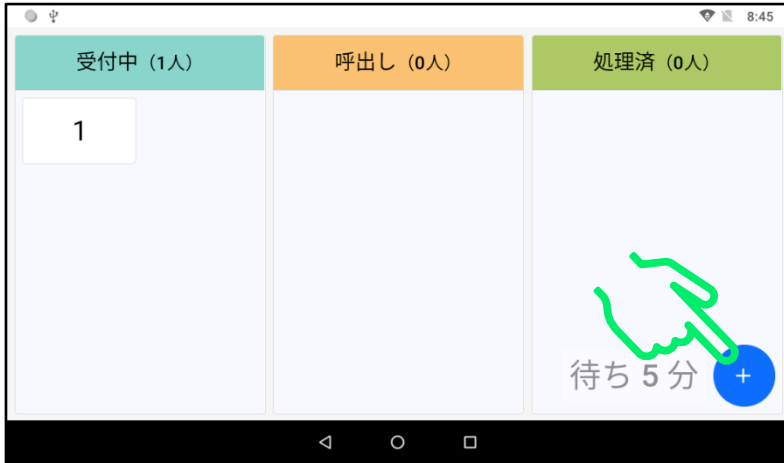 8:45
受付中（1人）
呼出し（0人）
処理済（0人）
1
待ち 5 分
+